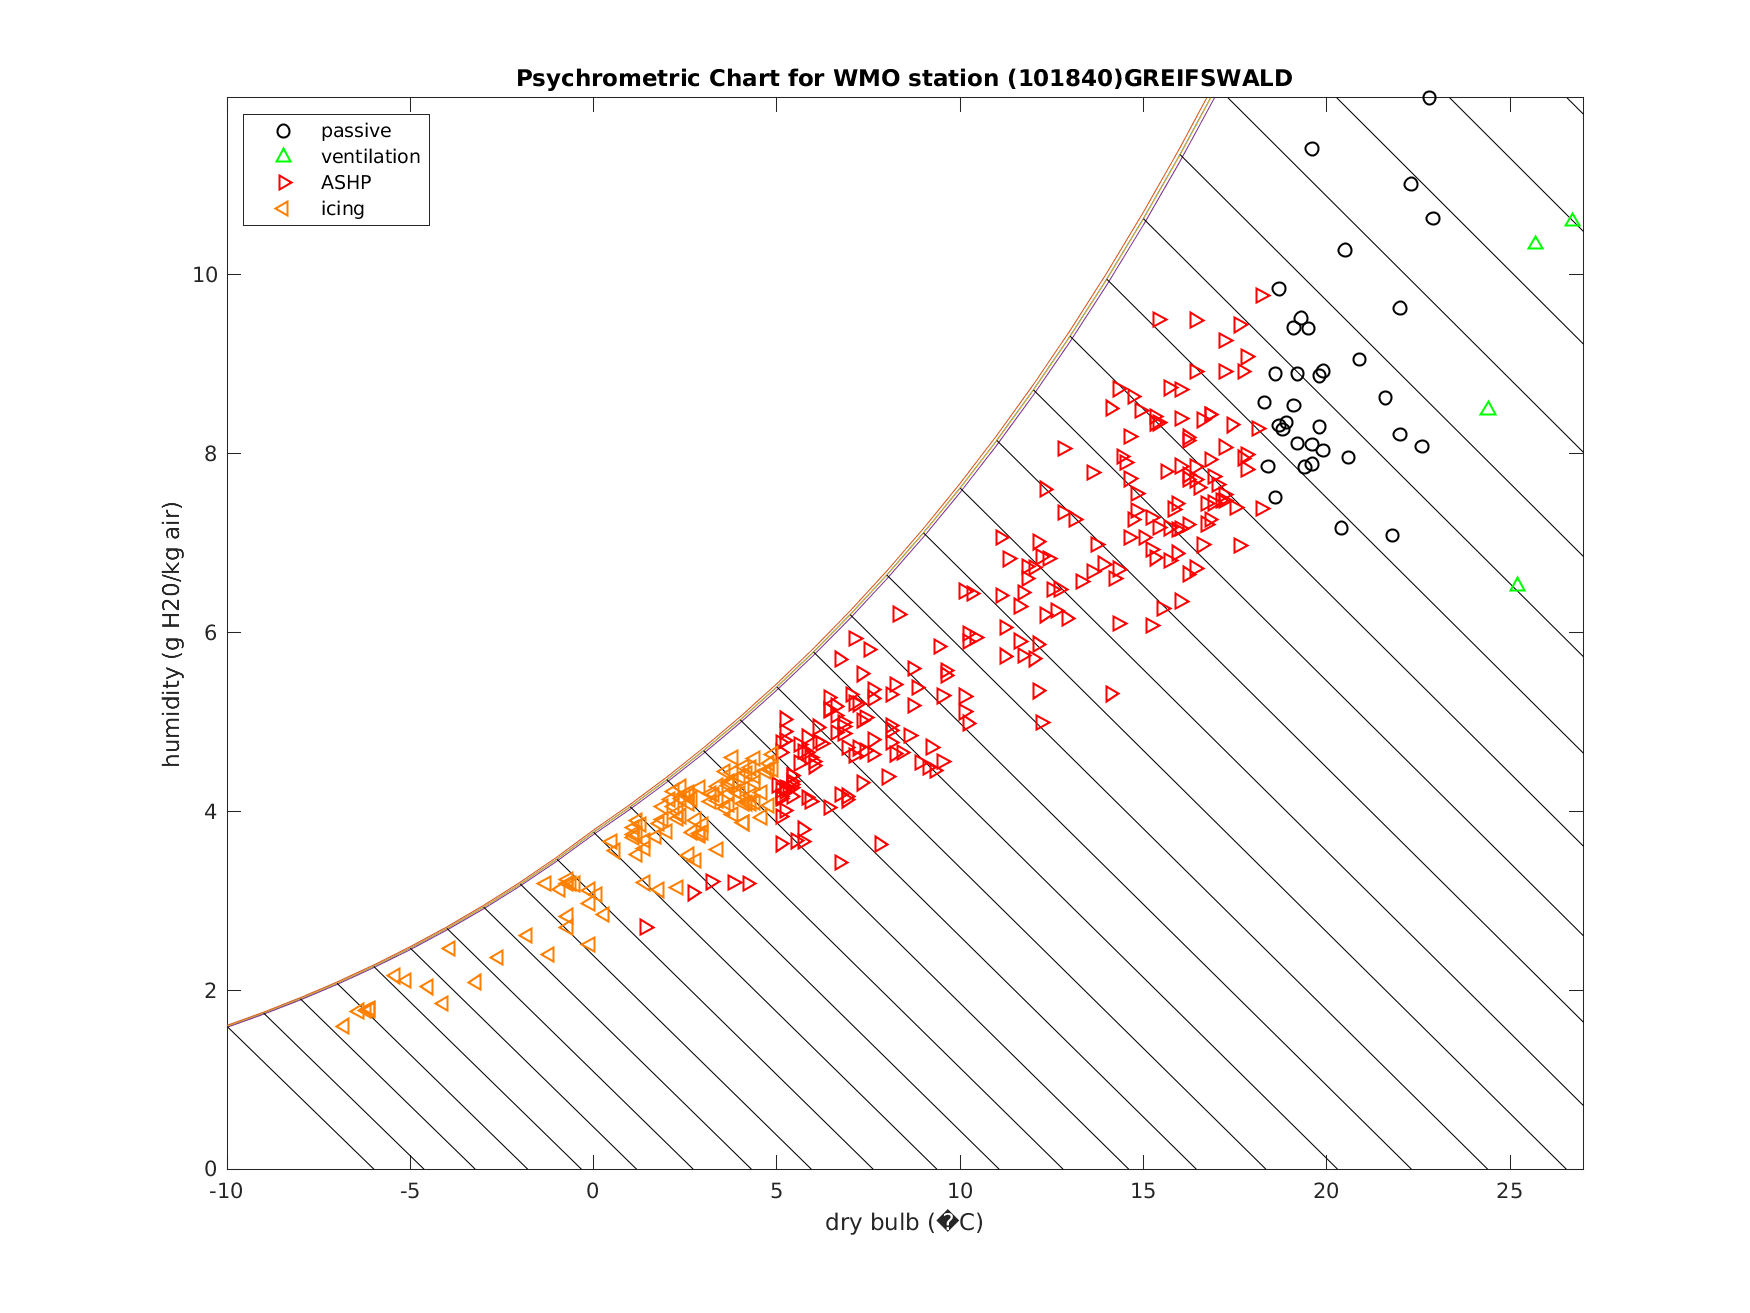 Psychrometric Chart for WMO station (101840)GREIFSWALD
passive
ventilation
ASHP
icing
humidity (g H20/kg air)
10
8
6
4
2
0
-10
-5
0
5
10
15
20
25
dry bulb (�C)